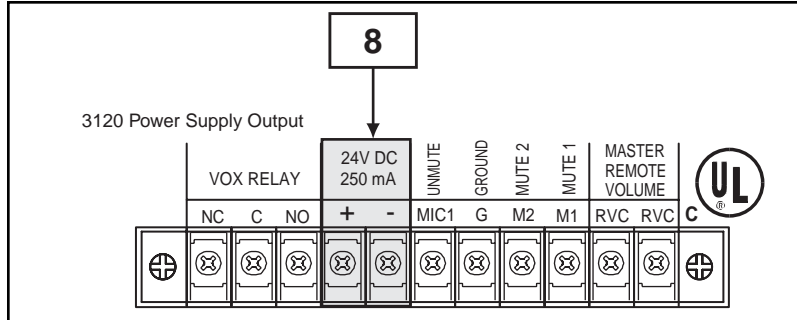 8
3120 Power Supply Output
VOX RELAY
24V DC
250 mA
UNMUTE
GROUND
MUTE 2
MUTE 1
MASTER
REMOTE
VOLUME
NC C NO + - MIC1 G M2 M1 RVC RVC C
UL
®